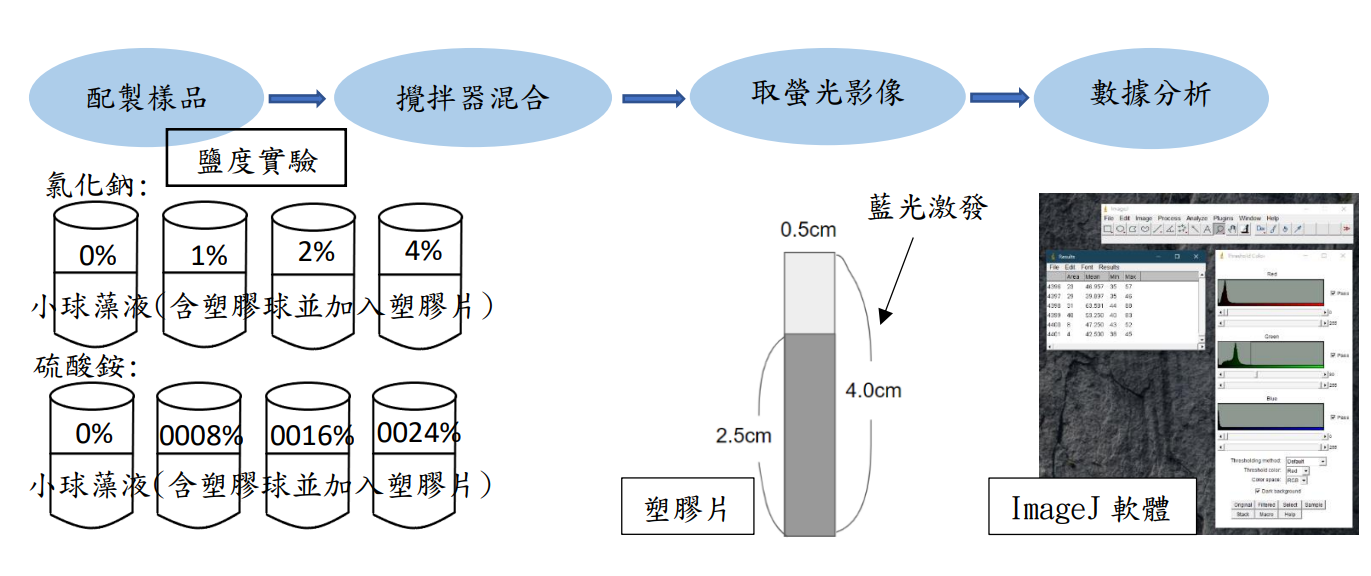 配製樣品
攪拌器混合
取螢光影像
數據分析
鹽度實驗
氯化鈉:
0%
1%
2%
4%
小球藻液(含塑膠球並加入塑膠片)
硫酸銨:
0%
0008%
0016%
0024%
小球藻液(含塑膠球並加入塑膠片)
藍光激發
0.5cm
4.0cm
2.5cm
塑膠片
ImageJ
File Edit Image Process Analyze Plugins Window Help
Results
File Edit Font Results
Area Mean Min Max
4396 23 46.957 35 57
4397 29 39.897 35 46
4398 31 63.581 44 88
4399 40 53.250 40 83
4400 8 47.250 43 52
4401 4 42.500 38 45
Threshold Color
Red
Pass
0
255
Green
Pass
255
Blue
Pass
0
255
Thresholding method: Default
Threshold color: Red
Color space: RGB
Dark background
Original Filtered Select Sample
Stack Macro Help
ImageJ 軟體